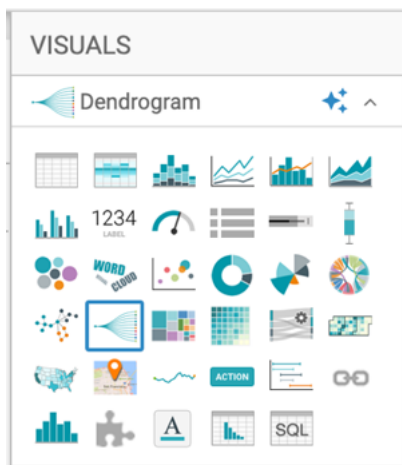 VISUALS
Dendrogram
1234
LABEL
WORD
CLOUD
ACTION
A
SQL